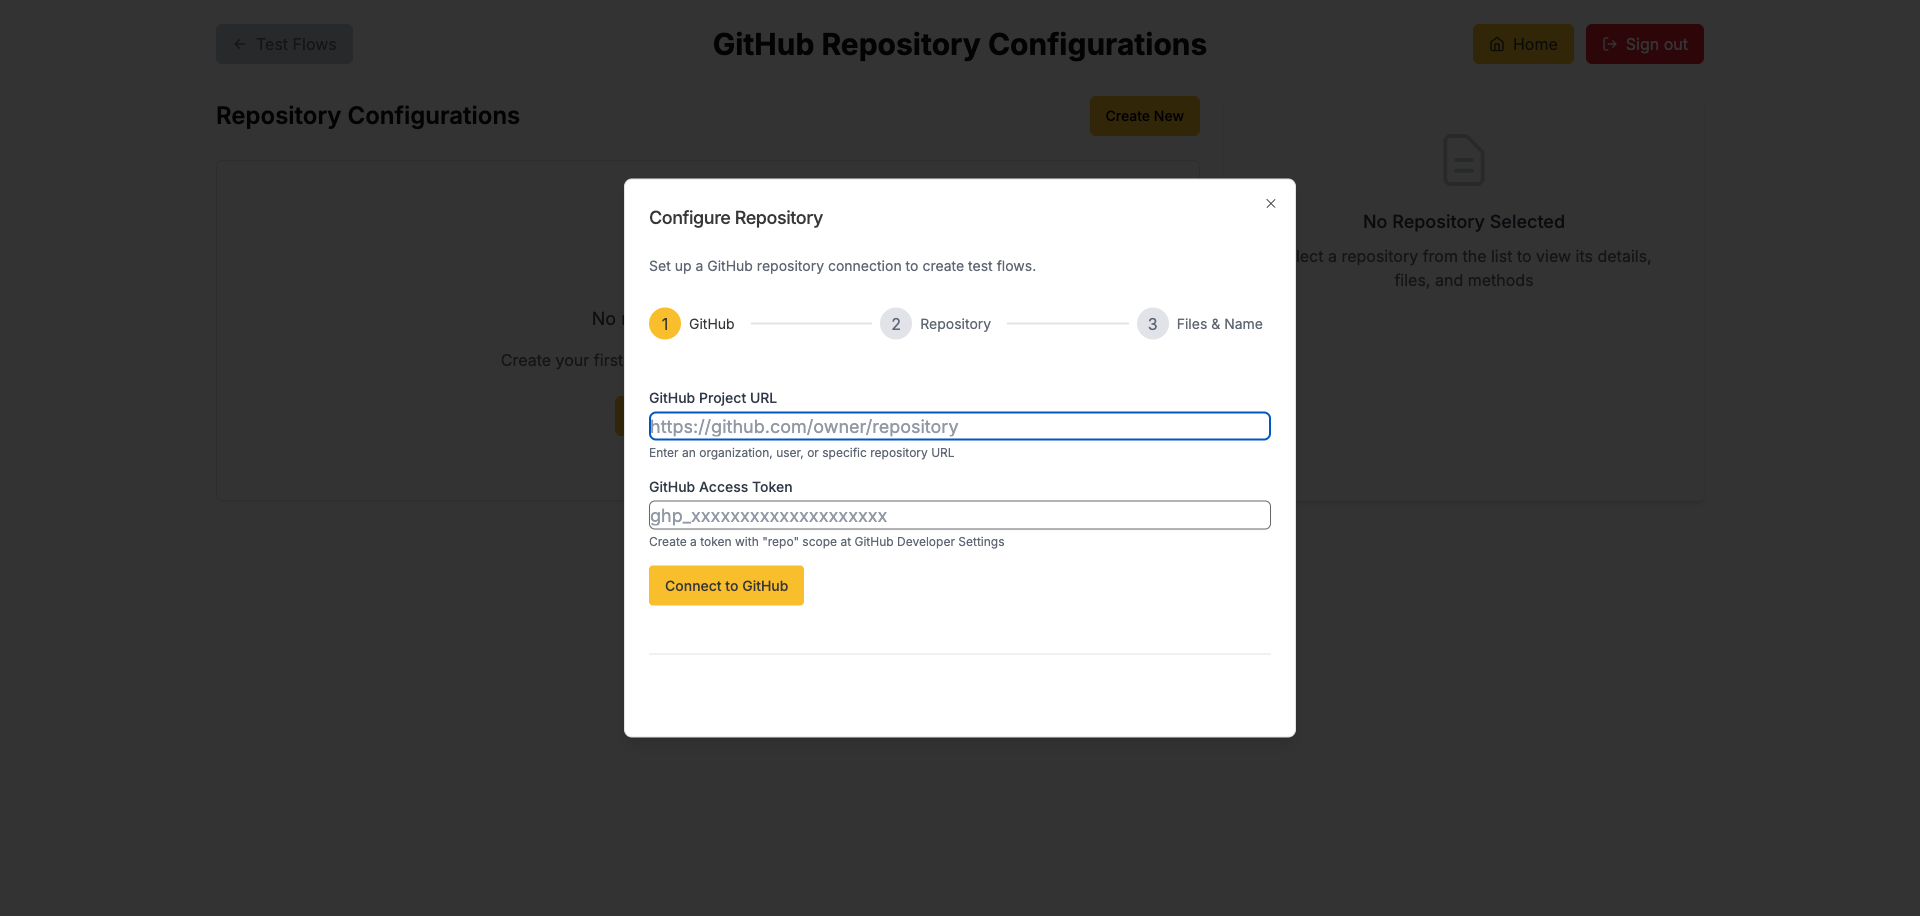 Test Flows
GitHub Repository Configurations
Home
Sign out
Repository Configurations
Create New
No Repository Selected
a repository from the list to view its details,
files, and methods
No
Create your first
Configure Repository
Set up a GitHub repository connection to create test flows.
1 GitHub
2 Repository
3 Files & Name
GitHub Project URL
https://github.com/owner/repository
Enter an organization, user, or specific repository URL
GitHub Access Token
ghp_xxxxxxxxxxxxxxxxxxxx
Create a token with "repo" scope at GitHub Developer Settings
Connect to GitHub